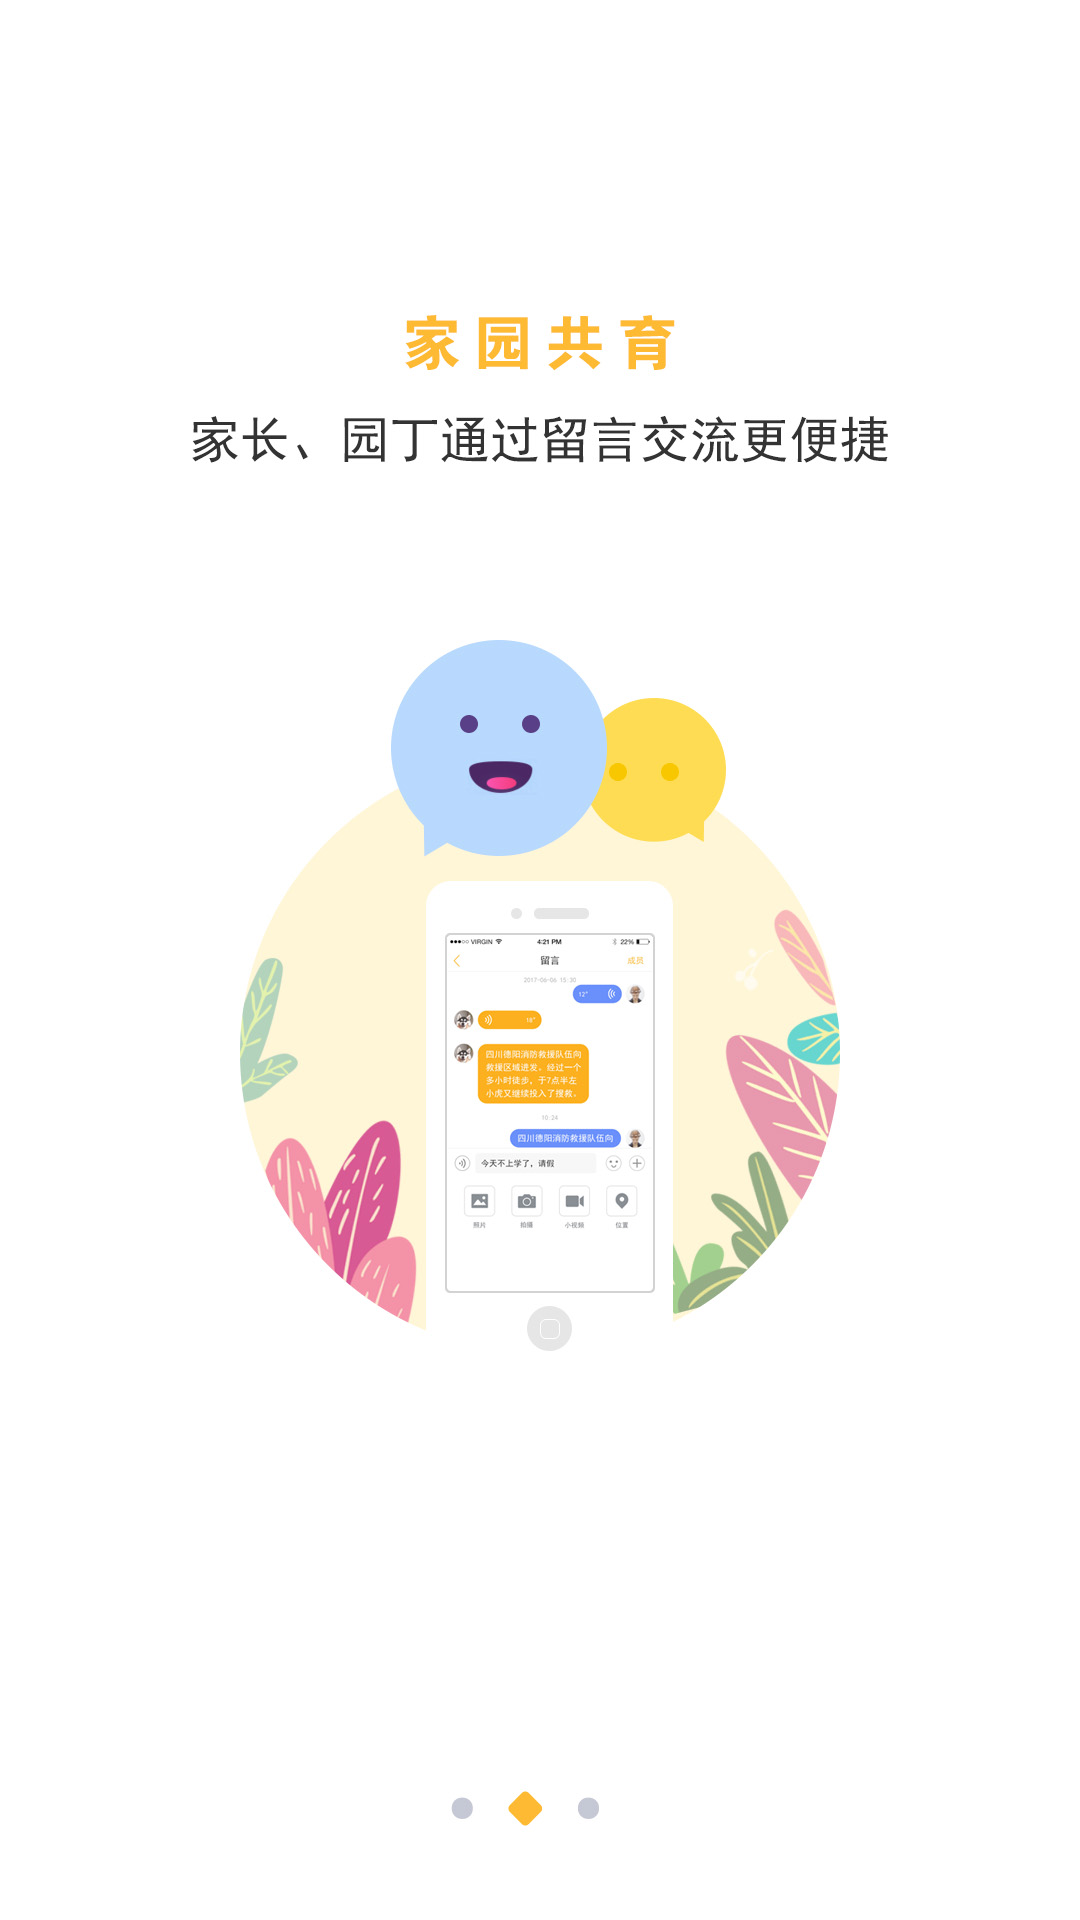 家园共育
家长、园丁通过留言交流更便捷
VIRGIN 4:21 PM 22%
留言 成员
2017-06-06 15:30
12"
18"
四川德阳消防救援队伍向
救援区域进发。经过一个
多小时徒步，于7点半左
小虎又继续投入了搜救。
10:24
四川德阳消防救援队伍向
今天不上学了，请假
照片 拍摄 小视频 位置